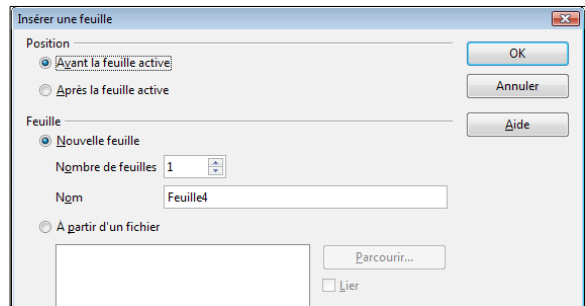 Insérer une feuille
Position
Avant la feuille active
Après la feuille active
OK
Annuler
Aide
Feuille
Nouvelle feuille
Nombre de feuilles 1
Nom Feuille4
À partir d'un fichier
Parcourir...
Lier